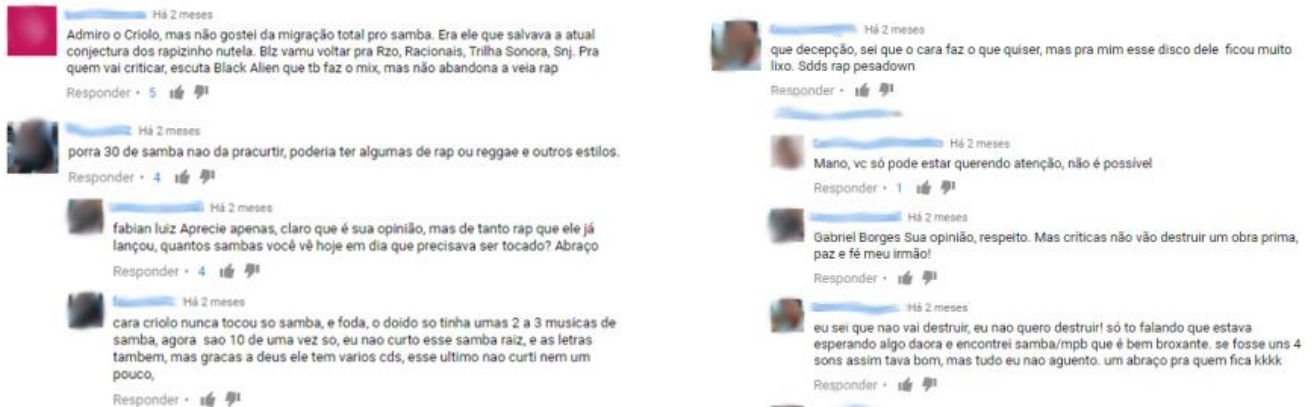 Há 2 meses
Admiro o Criolo, mas não gostei da migração total pro samba. Era ele que salvava a atual
conjectura dos rapizinho nutela. Blz vamu voltar pra Rzo, Racionais, Trilha Sonora, Snj. Pra
quem vai criticar, escuta Black Alien que tb faz o mix, mas não abandona a veia rap
Responder · 5
Há 2 meses
porra 30 de samba nao da pracurtir, poderia ter algumas de rap ou reggae e outros estilos.
Responder · 4
Há 2 meses
fabian luiz Aprecie apenas, claro que é sua opinião, mas de tanto rap que ele já
lançou, quantos sambas você vê hoje em dia que precisava ser tocado? Abraço
Responder · 4
Há 2 meses
cara criolo nunca tocou so samba, e foda, o doido so tinha umas 2 a 3 musicas de
samba, agora sao 10 de uma vez so, eu nao curto esse samba raiz, e as letras
tambem, mas gracas a deus ele tem varios cds, esse ultimo nao curti nem um
pouco,
Responder ·
Há 2 meses
que decepção, sei que o cara faz o que quiser, mas pra mim esse disco dele ficou muito
lixo. Sdds rap pesadown
Responder ·
Há 2 meses
Mano, vc só pode estar querendo atenção, não é possível
Responder · 1
Há 2 meses
Gabriel Borges Sua opinião, respeito. Mas críticas não vão destruir um obra prima,
paz e fé meu irmão!
Responder ·
Há 2 meses
eu sei que nao vai destruir, eu nao quero destruir! só to falando que estava
esperando algo daora e encontrei samba/mpb que é bem broxante. se fosse uns 4
sons assim tava bom, mas tudo eu nao aguento. um abraço pra quem fica kkkk
Responder ·